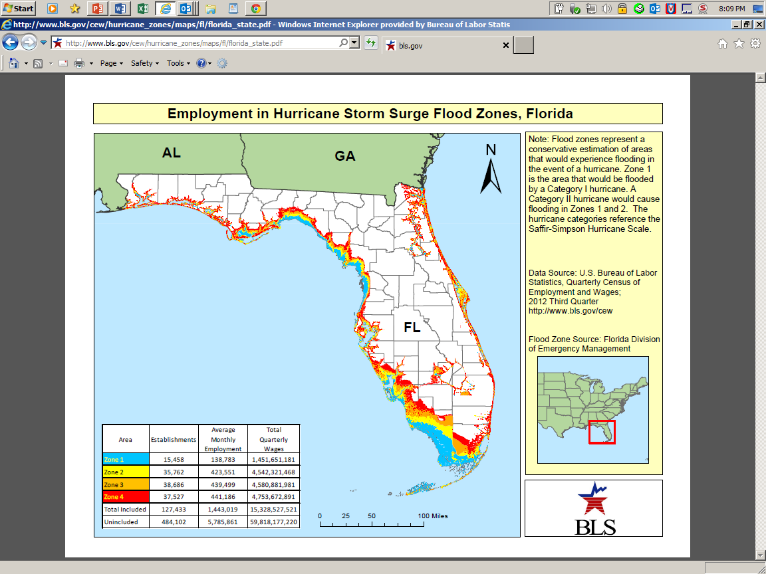 Start
8:09 PM
http://www.bls.gov/cew/hurricane_zones/maps/fl/florida_state.pdf - Windows Internet Explorer provided by Bureau of Labor Statis
http://www.bls.gov/cew/hurricane_zones/maps/fl/florida_state.pdf
bls.gov
Page
Safety
Tools
Employment in Hurricane Storm Surge Flood Zones, Florida
AL
GA
N
FL
Note: Flood zones represent a
conservative estimation of areas
that would experience flooding in
the event of a hurricane. Zone 1
is the area that would be flooded
by a Category I hurricane. A
Category II hurricane would cause
flooding in Zones 1 and 2. The
hurricane categories reference the
Saffir-Simpson Hurricane Scale.
Data Source: U.S. Bureau of Labor
Statistics, Quarterly Census of
Employment and Wages;
2012 Third Quarter
http://www.bls.gov/cew
Flood Zone Source: Florida Division
of Emergency Management
Area Establishments Average Monthly Employment Total Quarterly Wages
Zone 1 15,458 138,783 1,451,651,181
Zone 2 35,762 423,551 4,542,321,468
Zone 3 38,686 439,499 4,580,881,981
Zone 4 37,527 441,186 4,753,672,891
Total Included 127,433 1,443,019 15,328,527,521
Unincluded 484,102 5,785,861 59,818,177,220
0 25 50 100 Miles
BLS